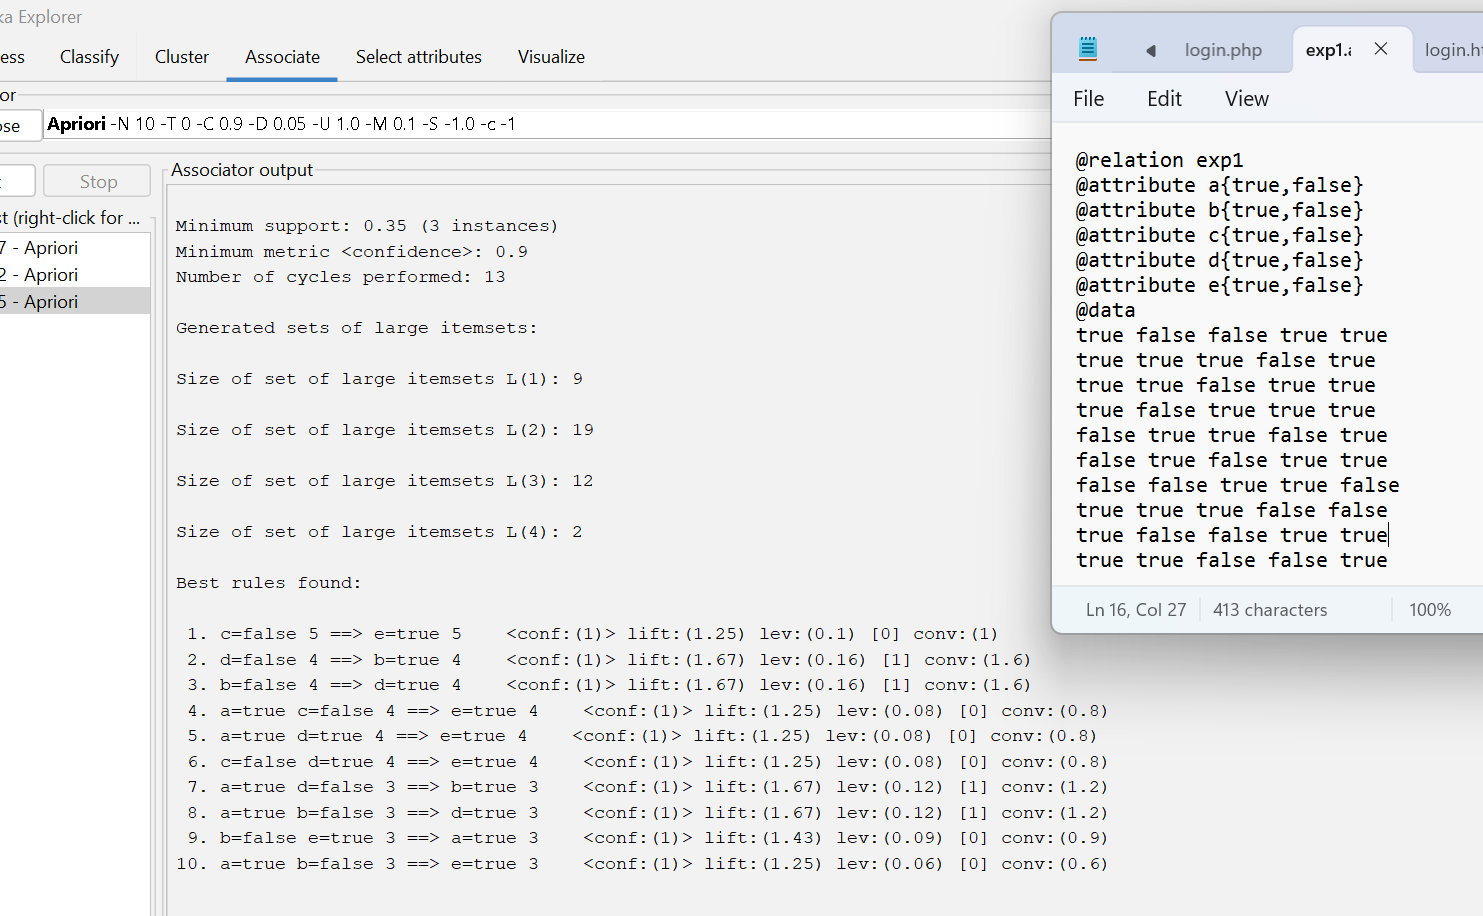 ka Explorer
ess Classify Cluster Associate Select attributes Visualize
or
ose Apriori -N 10 -T 0 -C 0.9 -D 0.05 -U 1.0 -M 0.1 -S -1.0 -c -1
Stop
t (right-click for ...
7 - Apriori
2 - Apriori
5 - Apriori
Associator output
Minimum support: 0.35 (3 instances)
Minimum metric <confidence>: 0.9
Number of cycles performed: 13
Generated sets of large itemsets:
Size of set of large itemsets L(1): 9
Size of set of large itemsets L(2): 19
Size of set of large itemsets L(3): 12
Size of set of large itemsets L(4): 2
Best rules found:
1. c=false 5 ==> e=true 5 <conf:(1)> lift:(1.25) lev:(0.1) [0] conv:(1)
2. d=false 4 ==> b=true 4 <conf:(1)> lift:(1.67) lev:(0.16) [1] conv:(1.6)
3. b=false 4 ==> d=true 4 <conf:(1)> lift:(1.67) lev:(0.16) [1] conv:(1.6)
4. a=true c=false 4 ==> e=true 4 <conf:(1)> lift:(1.25) lev:(0.08) [0] conv:(0.8)
5. a=true d=true 4 ==> e=true 4 <conf:(1)> lift:(1.25) lev:(0.08) [0] conv:(0.8)
6. c=false d=true 4 ==> e=true 4 <conf:(1)> lift:(1.25) lev:(0.08) [0] conv:(0.8)
7. a=true d=false 3 ==> b=true 3 <conf:(1)> lift:(1.67) lev:(0.12) [1] conv:(1.2)
8. a=true b=false 3 ==> d=true 3 <conf:(1)> lift:(1.67) lev:(0.12) [1] conv:(1.2)
9. b=false e=true 3 ==> a=true 3 <conf:(1)> lift:(1.43) lev:(0.09) [0] conv:(0.9)
10. a=true b=false 3 ==> e=true 3 <conf:(1)> lift:(1.25) lev:(0.06) [0] conv:(0.6)
login.php exp1.a login.h
File Edit View
@relation exp1
@attribute a{true,false}
@attribute b{true,false}
@attribute c{true,false}
@attribute d{true,false}
@attribute e{true,false}
@data
true false false true true
true true true false true
true true false true true
true false true true true
false true true false true
false true false true true
false false true true false
true true true false false
true false false true true
true true false false true
Ln 16, Col 27 413 characters 100%